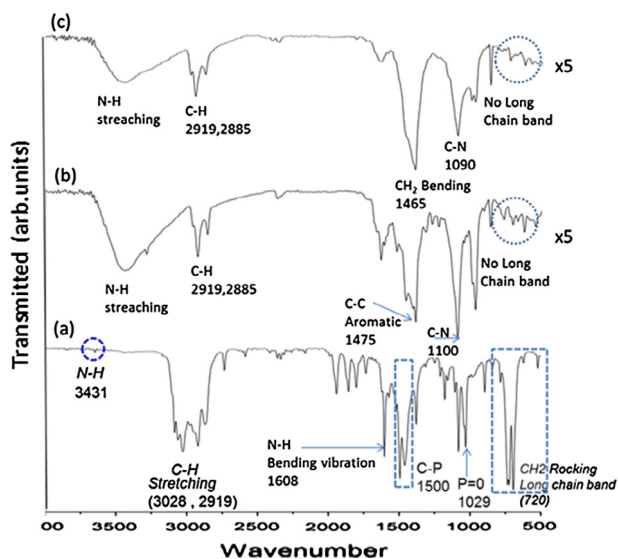 (c)
x5
N-H
streaching
C-H
2919,2885
No Long
Chain band
C-N
1090
CH₂ Bending
1465
(b)
x5
C-H
2919,2885
No Long
Chain band
N-H
streaching
C-C
Aromatic
1475
C-N
1100
(a)
N-H
3431
C-H
Stretching
(3028 , 2919)
N-H
Bending vibration
1608
C-P
1500
P=0
1029
CH2 Rocking
Long chain band
(720)
00 3500 3000 2500 2000 1500 1000 500
Wavenumber
Transmitted (arb.units)